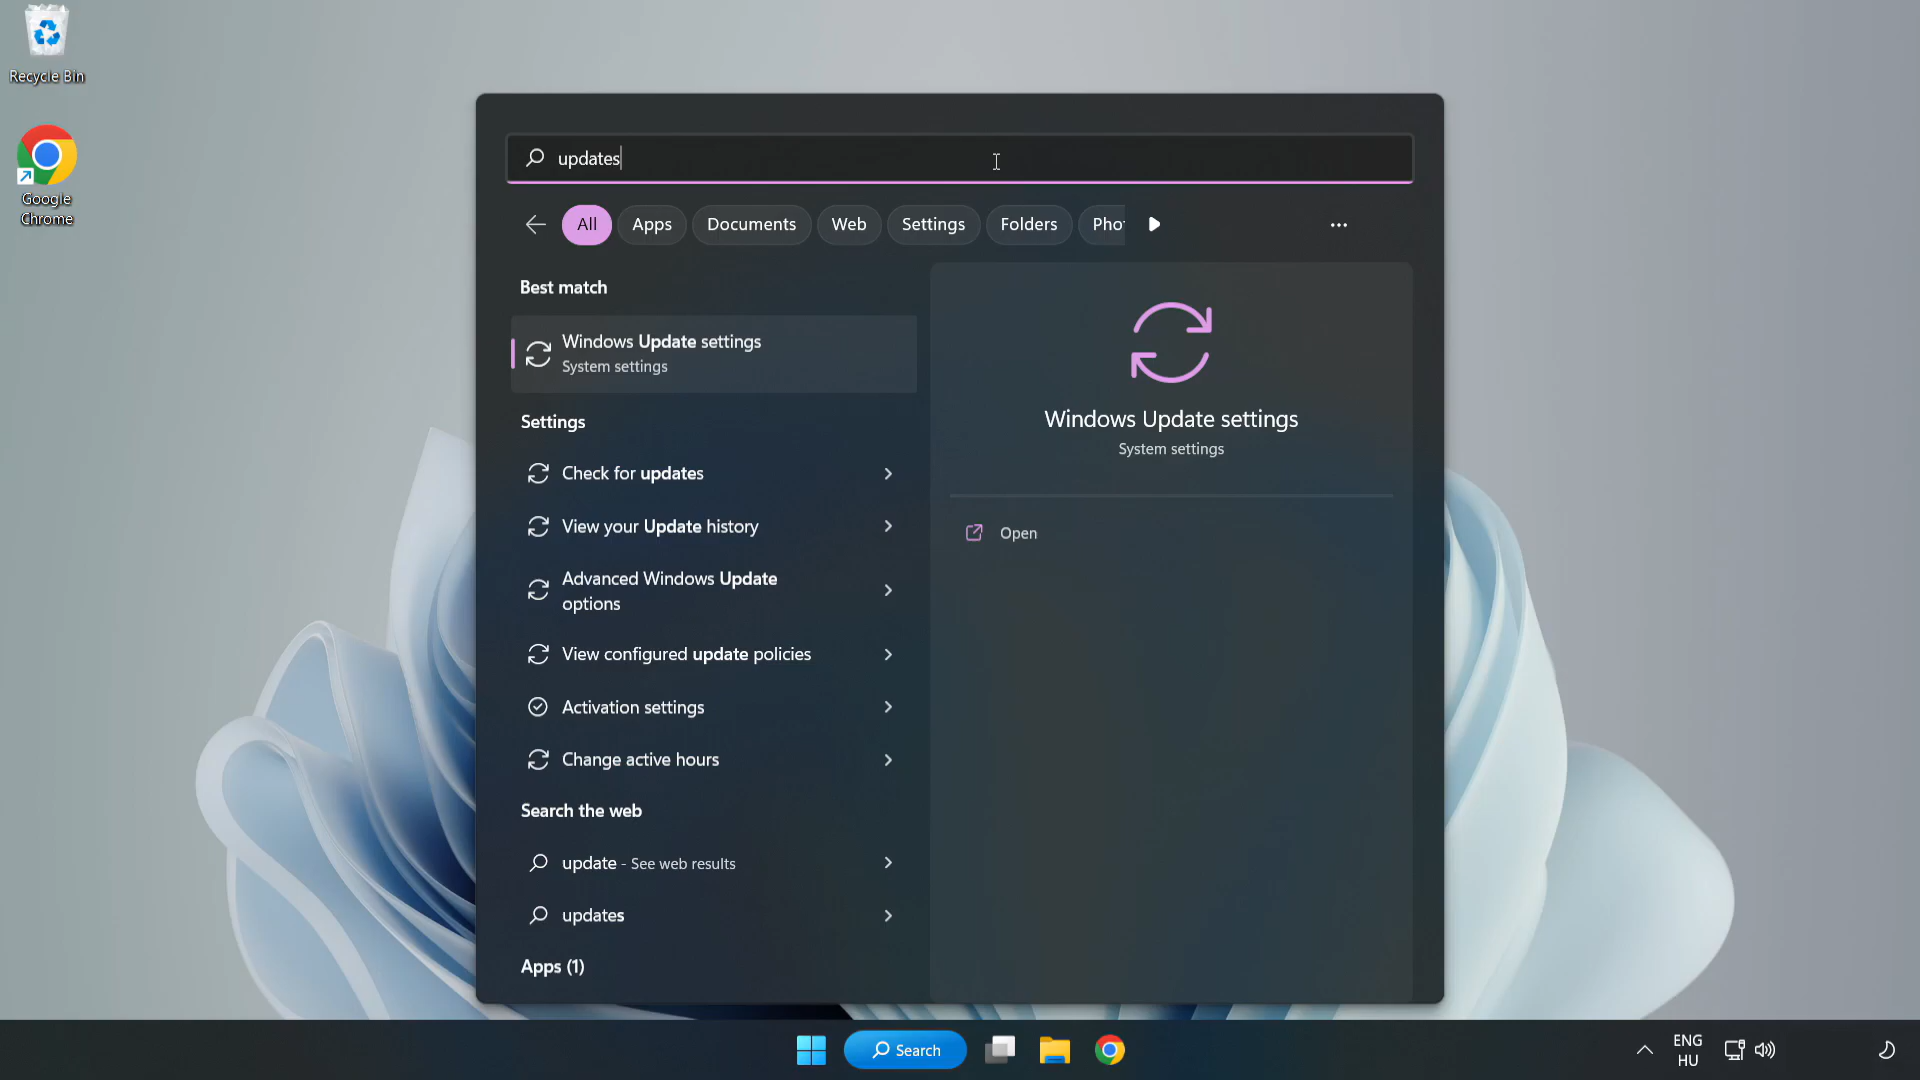 Recycle Bin
Google
Chrome
updates
All
Apps
Documents
Web
Settings
Folders
Pho
Best match
Windows Update settings
System settings
Settings
Check for updates
View your Update history
Advanced Windows Update
options
View configured update policies
Activation settings
Change active hours
Search the web
update - See web results
updates
Apps (1)
Windows Update settings
System settings
Open
Search
ENG
HU